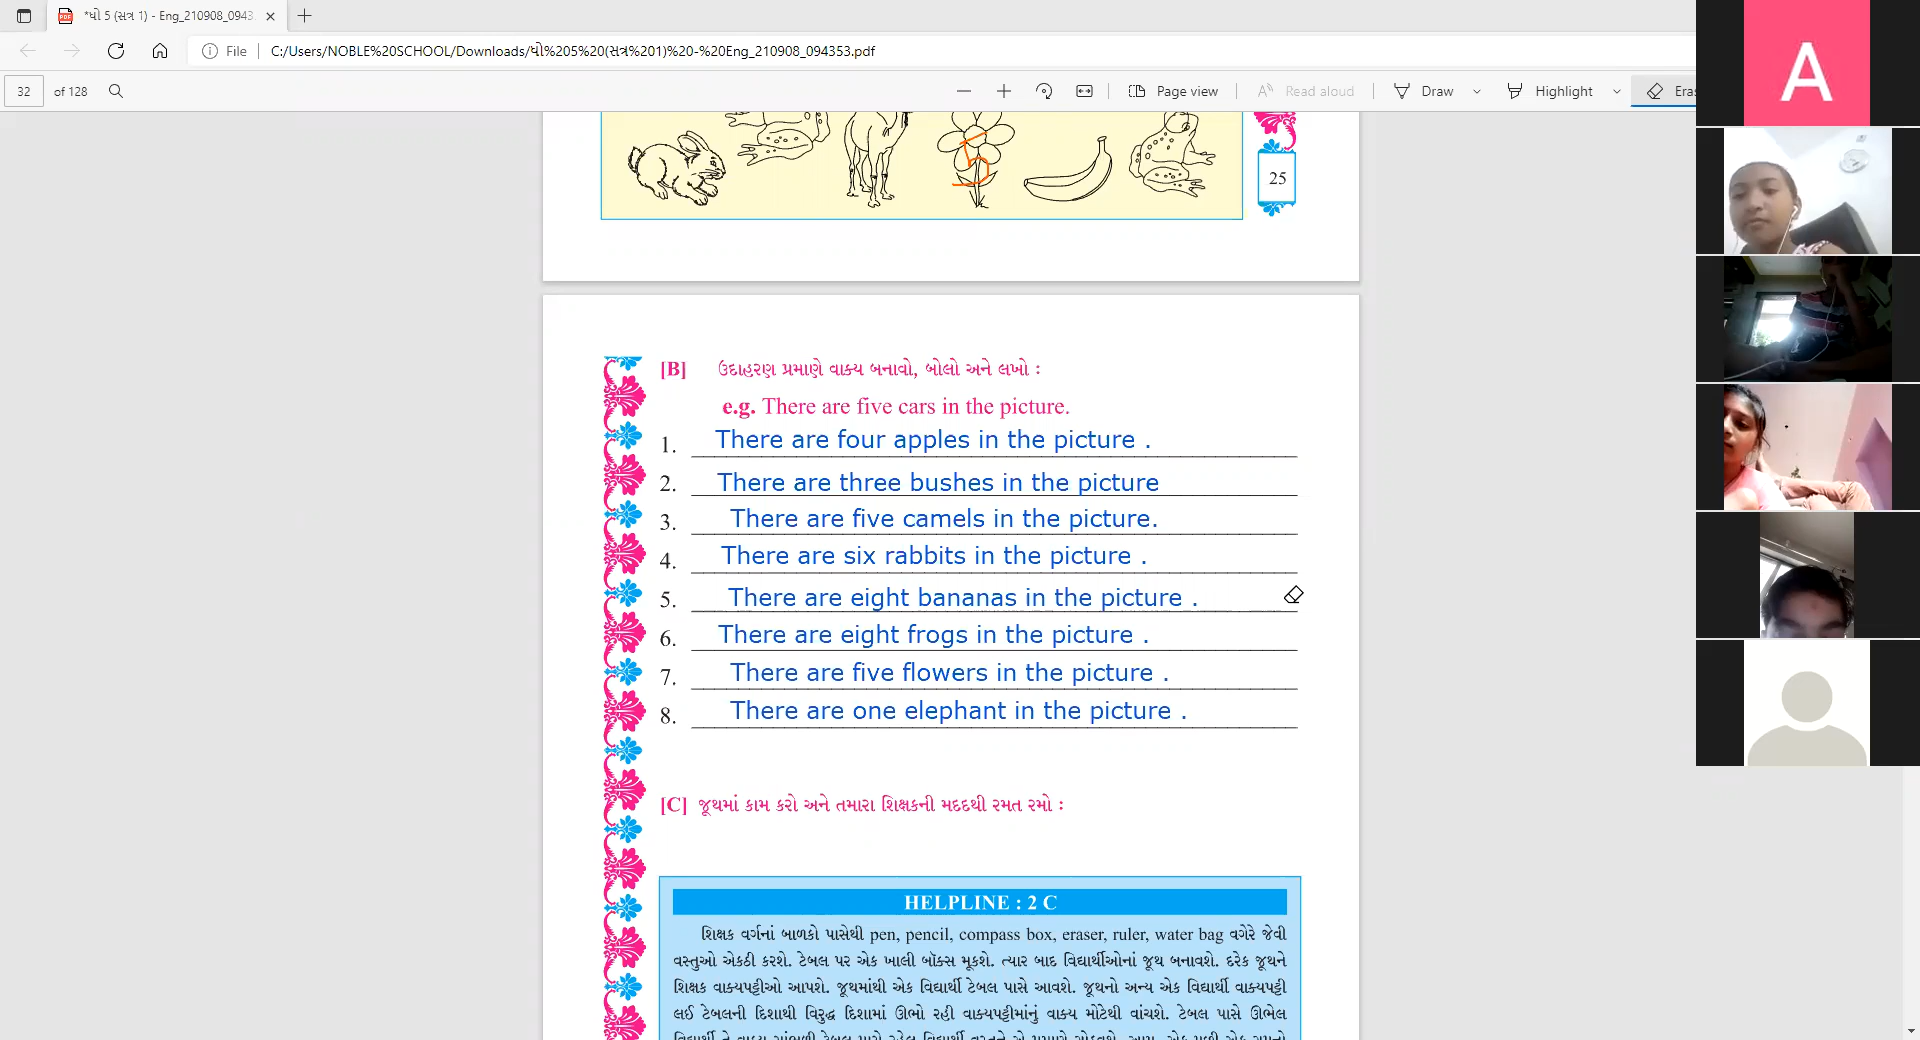 *ધો 5 (સત્ર 1) - Eng_210908_0943
File
C:/Users/NOBLE%20SCHOOL/Downloads/ધો%205%20(સત્ર%201)%20-%20Eng_210908_094353.pdf
32 of 128
Page view
Read aloud
Draw
Highlight
Eras
A
5
25
[B] ઉદાહરણ પ્રમાણે વાક્ય બનાવો, બોલો અને લખો :
e.g. There are five cars in the picture.
1. There are four apples in the picture .
2. There are three bushes in the picture
3. There are five camels in the picture.
4. There are six rabbits in the picture .
5. There are eight bananas in the picture .
6. There are eight frogs in the picture .
7. There are five flowers in the picture .
8. There are one elephant in the picture .
[C] જૂથમાં કામ કરો અને તમારા શિક્ષકની મદદથી રમત રમો :
HELPLINE : 2 C
શિક્ષક વર્ગનાં બાળકો પાસેથી pen, pencil, compass box, eraser, ruler, water bag વગેરે જેવી
વસ્તુઓ એકઠી કરશે. ટેબલ પર એક ખાલી બૉક્સ મૂકશે. ત્યાર બાદ વિદ્યાર્થીઓનાં જૂથ બનાવશે. દરેક જૂથને
શિક્ષક વાક્યપટ્ટીઓ આપશે. જૂથમાંથી એક વિદ્યાર્થી ટેબલ પાસે આવશે. જૂથનો અન્ય એક વિદ્યાર્થી વાક્યપટ્ટી
લઈ ટેબલની દિશાથી વિરુદ્ધ દિશામાં ઊભો રહી વાક્યપટ્ટીમાંનું વાક્ય મોટેથી વાંચશે. ટેબલ પાસે ઊભેલ